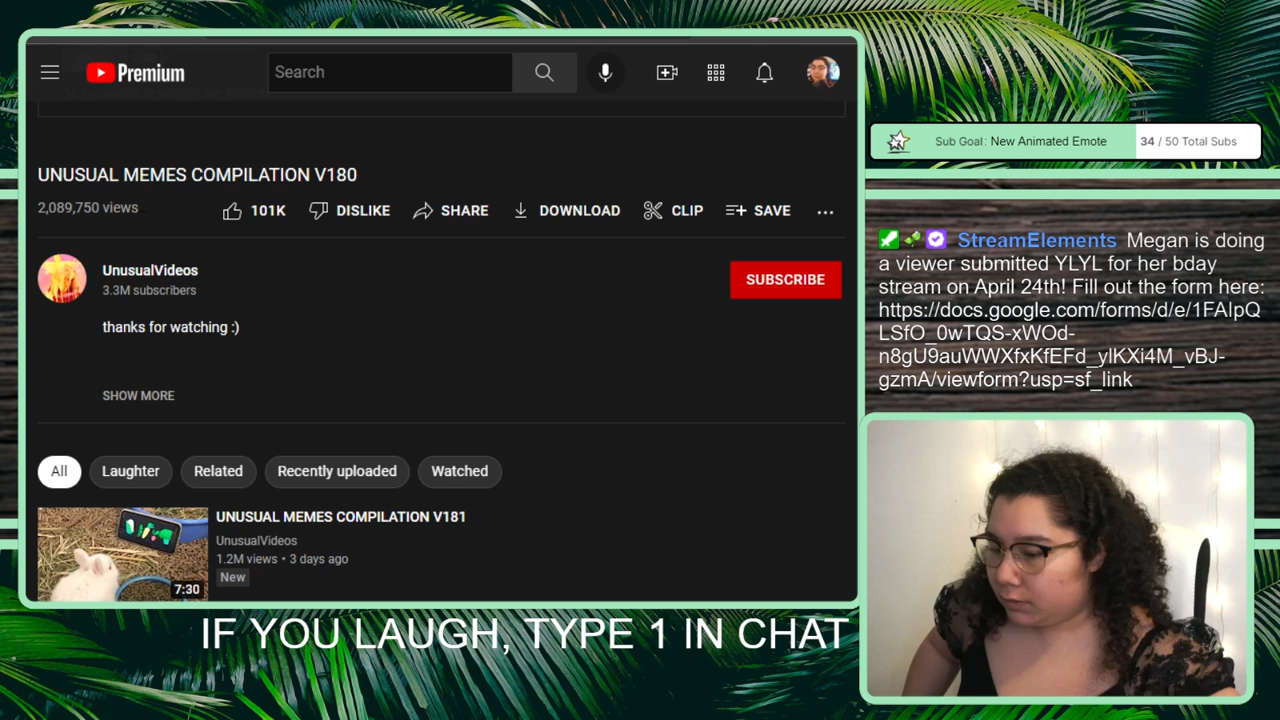 Premium
Search
UNUSUAL MEMES COMPILATION V180
2,089,750 views
101K
DISLIKE
SHARE
DOWNLOAD
CLIP
SAVE
UnusualVideos
3.3M subscribers
SUBSCRIBE
thanks for watching :)
SHOW MORE
All
Laughter
Related
Recently uploaded
Watched
UNUSUAL MEMES COMPILATION V181
UnusualVideos
1.2M views • 3 days ago
New
7:30
IF YOU LAUGH, TYPE 1 IN CHAT
Sub Goal: New Animated Emote
34 / 50 Total Subs
StreamElements Megan is doing
a viewer submitted YLYL for her bday
stream on April 24th! Fill out the form here:
https://docs.google.com/forms/d/e/1FAIpQ
LSfO_0wTQS-xWOd-
n8gU9auWWXfxKfEFd_ylKXi4M_vBJ-
gzmA/viewform?usp=sf_link